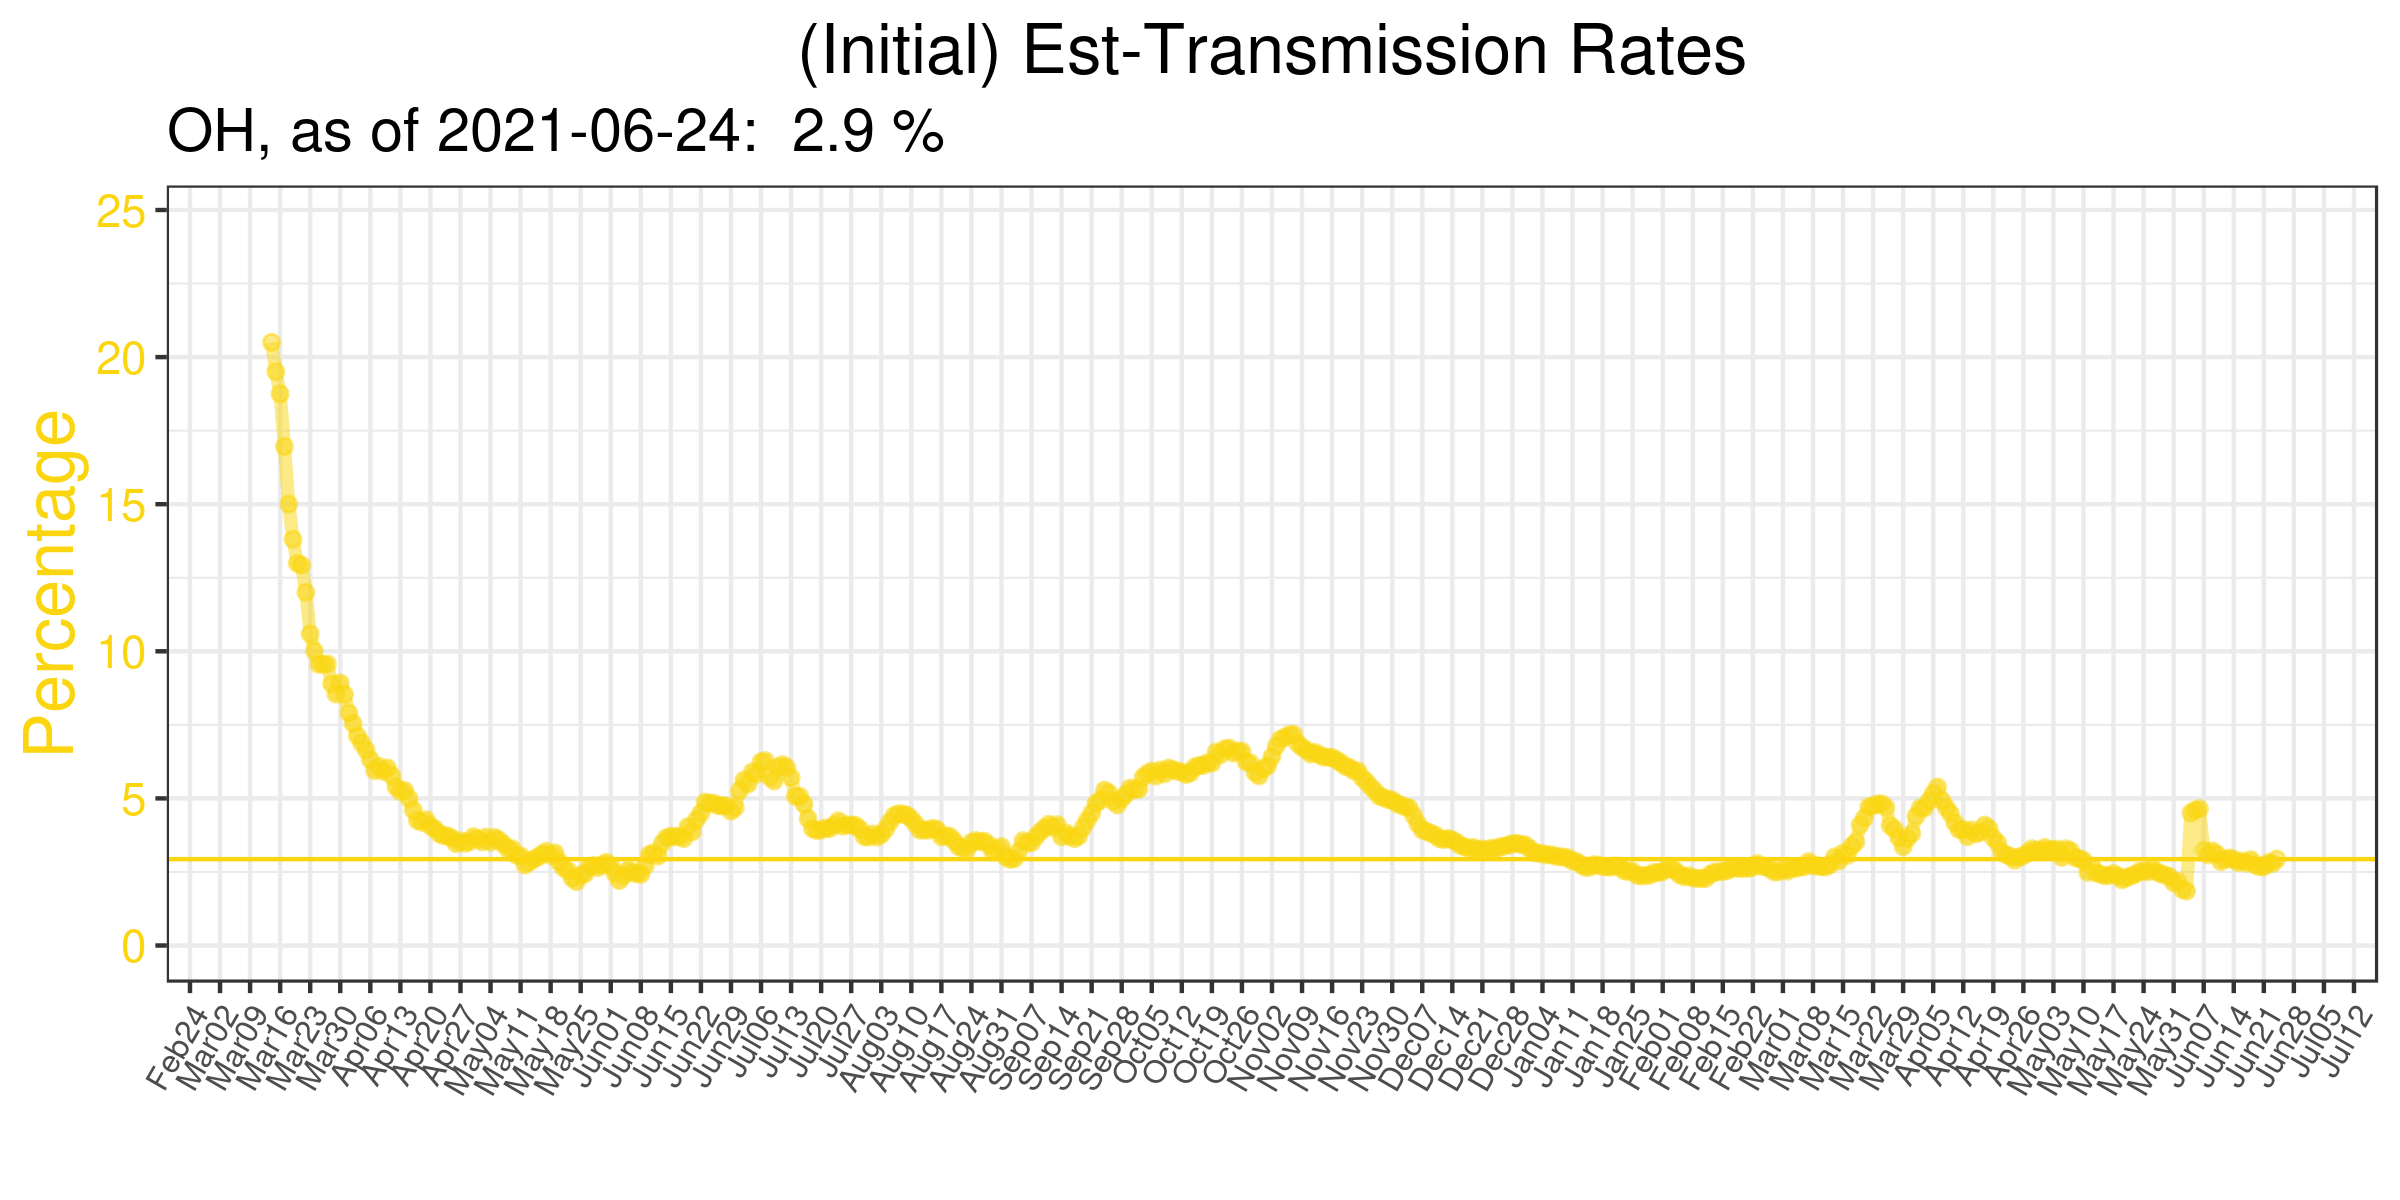 (Initial) Est-Transmission Rates
OH, as of 2021-06-24:  2.9 %
Percentage
25
20
15
10
5
0
Feb24
Mar02
Mar09
Mar16
Mar23
Mar30
Apr06
Apr13
Apr20
Apr27
May04
May11
May18
May25
Jun01
Jun08
Jun15
Jun22
Jun29
Jul06
Jul13
Jul20
Jul27
Aug03
Aug10
Aug17
Aug24
Aug31
Sep07
Sep14
Sep21
Sep28
Oct05
Oct12
Oct19
Oct26
Nov02
Nov09
Nov16
Nov23
Nov30
Dec07
Dec14
Dec21
Dec28
Jan04
Jan11
Jan18
Jan25
Feb01
Feb08
Feb15
Feb22
Mar01
Mar08
Mar15
Mar22
Mar29
Apr05
Apr12
Apr19
Apr26
May03
May10
May17
May24
May31
Jun07
Jun14
Jun21
Jun28
Jul05
Jul12